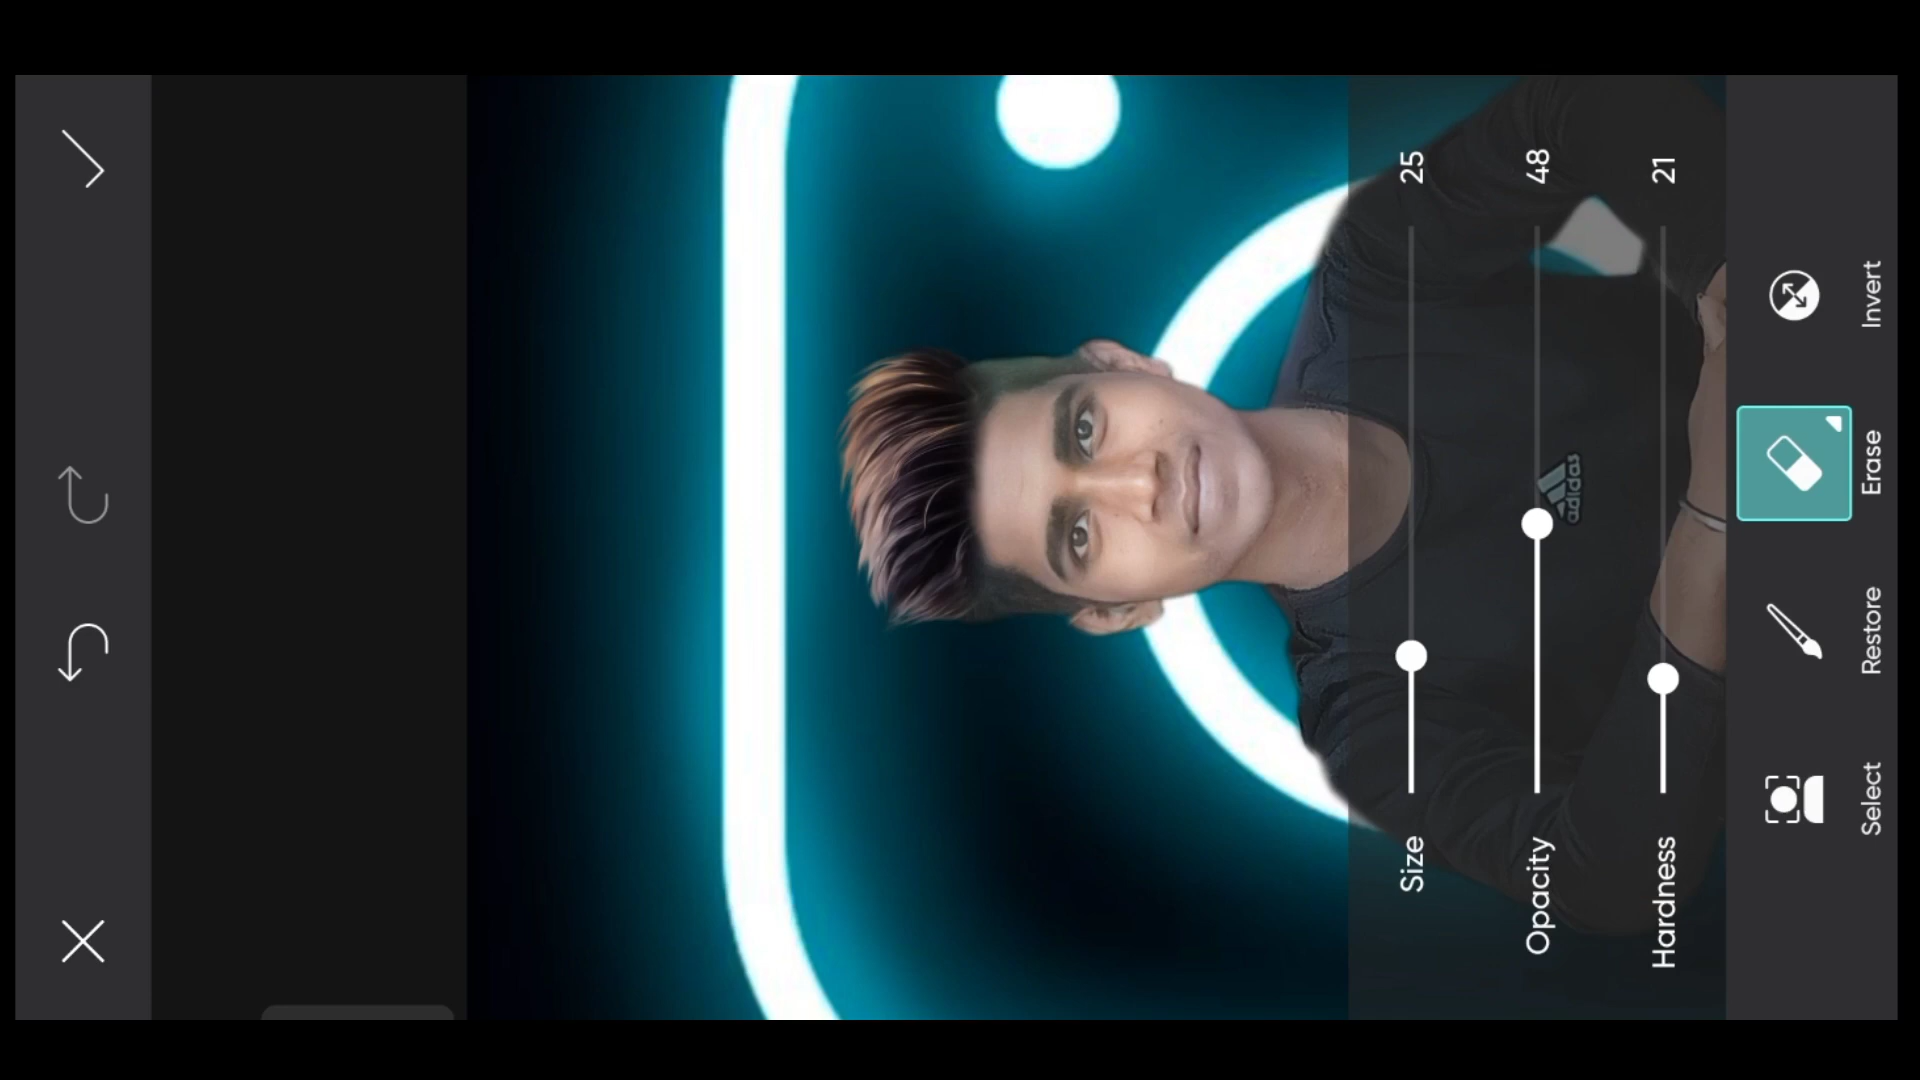 Size 25
Opacity 48
Hardness 21
adidas
Select
Restore
Erase
Invert